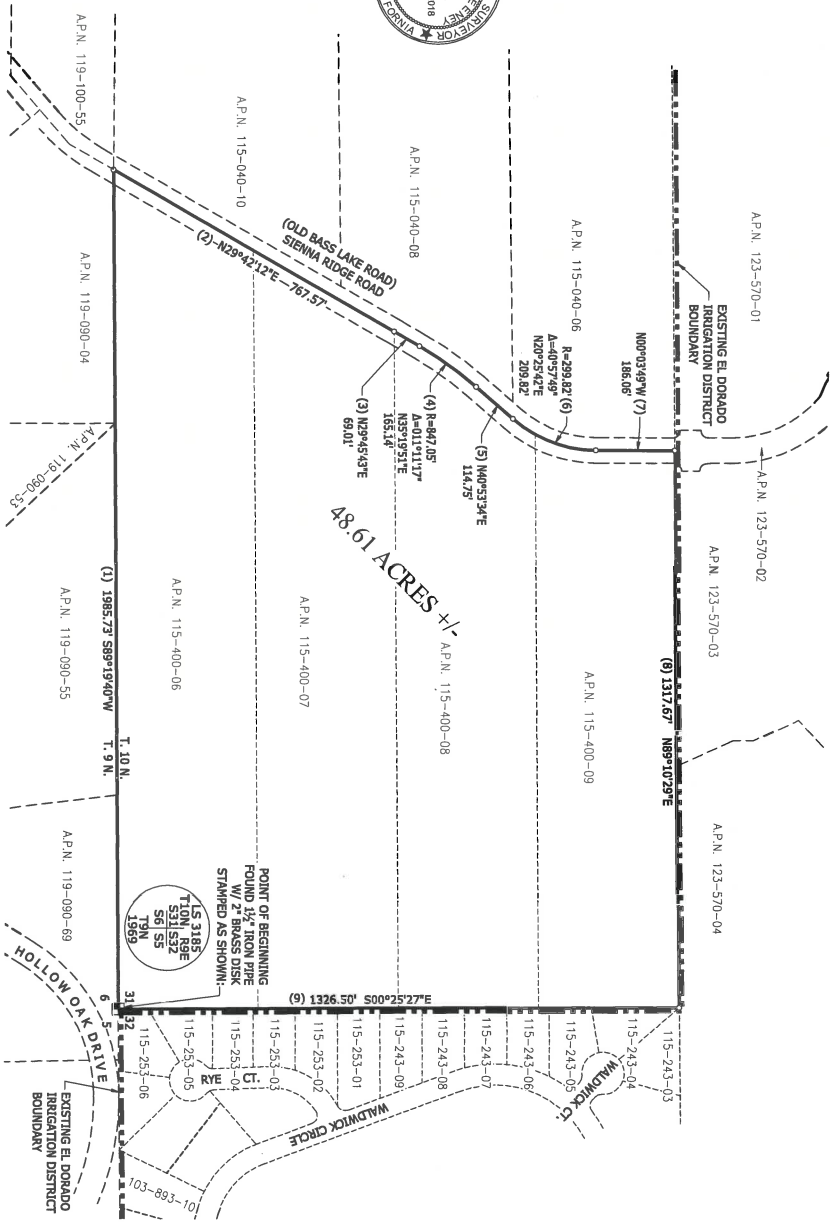 SURVEYOR
FORNIA
018
A.P.N. 119-100-55
A.P.N. 115-040-10
A.P.N. 115-040-08
A.P.N. 115-040-06
A.P.N. 123-570-01
EXISTING EL DORADO
IRRIGATION DISTRICT
BOUNDARY
A.P.N. 123-570-02
A.P.N. 123-570-03
A.P.N. 123-570-04
(OLD BASS LAKE ROAD)
SIENNA RIDGE ROAD
(2) N29°42'12"E 767.57'
(3) N29°45'43"E
69.01'
(4) R=847.05'
Δ=011°11'17"
N35°19'51"E
165.14'
(5) N40°53'34"E
114.75'
R=299.82' (6)
Δ=40°57'49"
N20°25'42"E
209.82'
N00°03'49"W (7)
186.06'
(8) 1317.67' N89°10'29"E
48.61 ACRES +/-
A.P.N. 115-400-09
A.P.N. 115-400-08
A.P.N. 115-400-07
A.P.N. 115-400-06
A.P.N. 119-090-04
A.P.N. 119-090-53
A.P.N. 119-090-55
A.P.N. 119-090-69
(1) 1985.73' S89°19'40"W
T. 10 N.
T. 9 N.
POINT OF BEGINNING
FOUND 1½" IRON PIPE
W/ 2" BRASS DISK
STAMPED AS SHOWN:
LS 3185
T10N, R9E
S31 S32
S6 S5
T9N
1969
(9) 1326.50' S00°25'27"E
31 32
6 5
HOLLOW OAK DRIVE
EXISTING EL DORADO
IRRIGATION DISTRICT
BOUNDARY
115-243-03
115-243-04
115-243-05
115-243-06
115-243-07
115-243-08
115-243-09
115-253-01
115-253-02
115-253-03
115-253-04
115-253-05
115-253-06
103-893-10
RYE CT.
WALDWICK CIRCLE
WALDWICK CT.